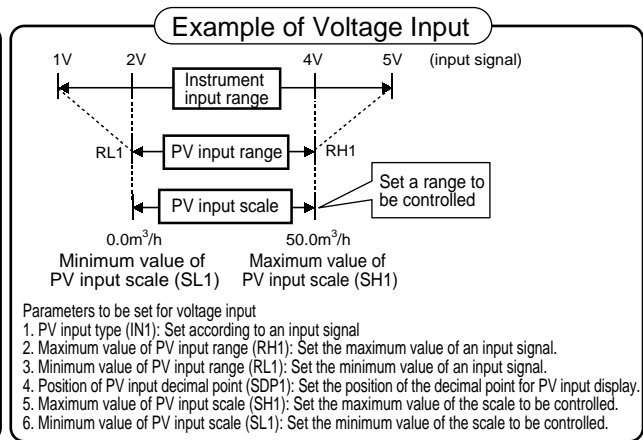 Example of Voltage Input
1V 2V 4V 5V (input signal)
Instrument
input range
RL1 PV input range RH1
PV input scale
Set a range to
be controlled
0.0m³/h 50.0m³/h
Minimum value of Maximum value of
PV input scale (SL1) PV input scale (SH1)
Parameters to be set for voltage input
1. PV input type (IN1): Set according to an input signal
2. Maximum value of PV input range (RH1): Set the maximum value of an input signal.
3. Minimum value of PV input range (RL1): Set the minimum value of an input signal.
4. Position of PV input decimal point (SDP1): Set the position of the decimal point for PV input display.
5. Maximum value of PV input scale (SH1): Set the maximum value of the scale to be controlled.
6. Minimum value of PV input scale (SL1): Set the minimum value of the scale to be controlled.